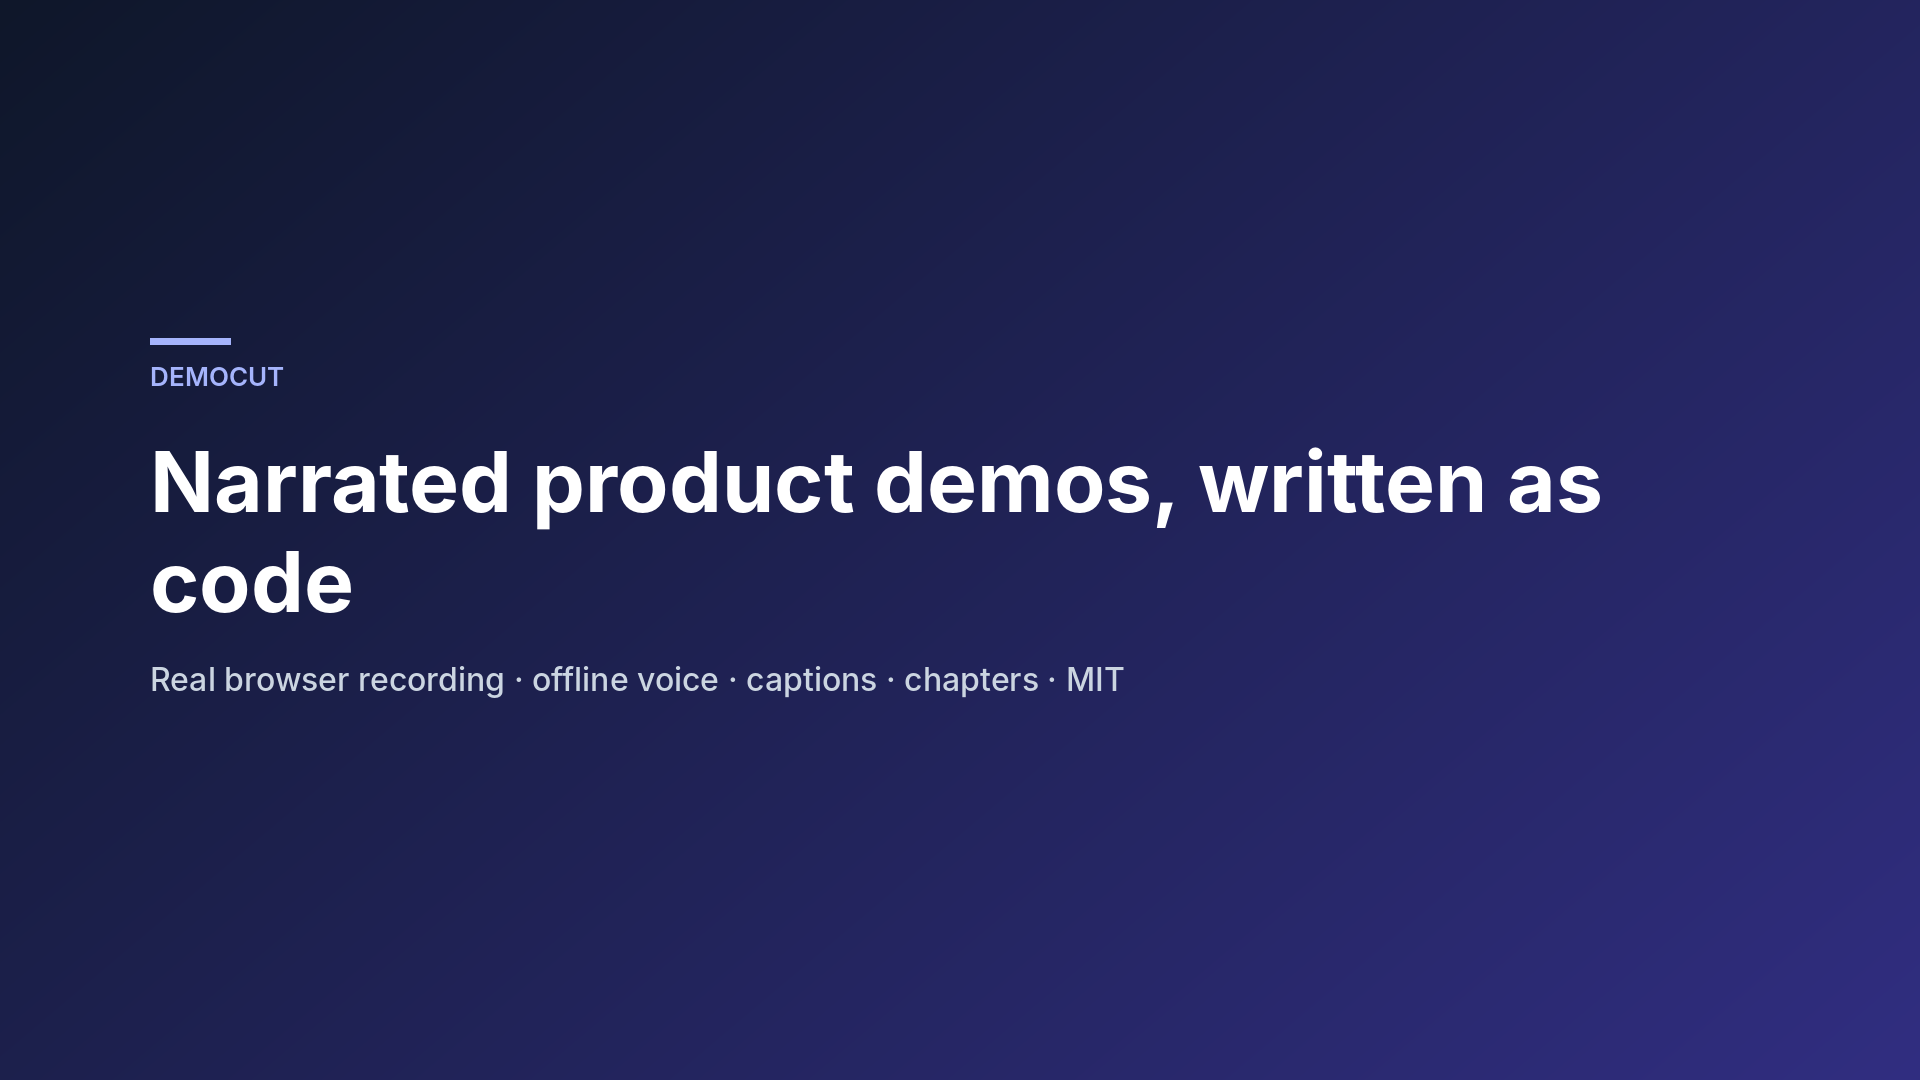 DEMOCUT
Narrated product demos, written as
code
Real browser recording · offline voice · captions · chapters · MIT